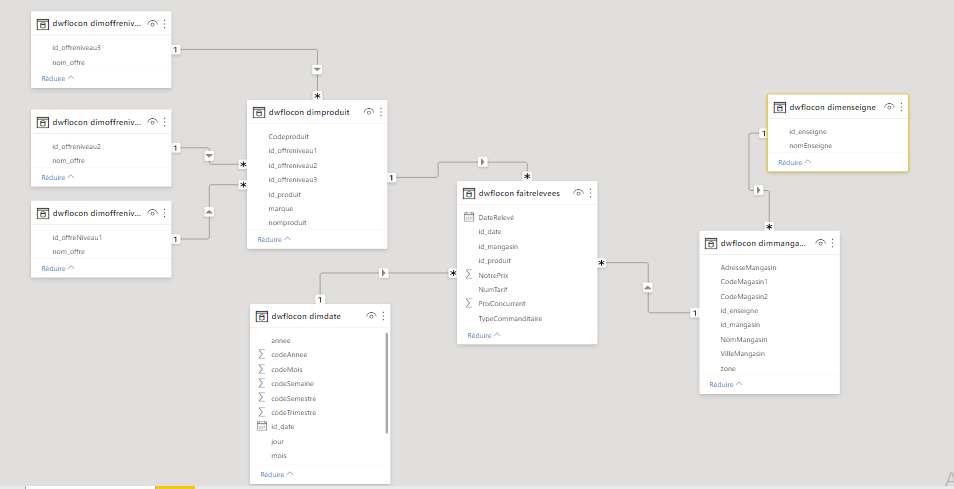 dwflocon dimoffreniv...
id_offreniveau3
nom_offre
Réduire
1
*
dwflocon dimoffreniv...
id_offreniveau2
nom_offre
Réduire
1
*
dwflocon dimoffreniv...
id_offreNiveau1
nom_offre
Réduire
1
*
dwflocon dimproduit
Codeproduit
id_offreniveau1
id_offreniveau2
id_offreniveau3
id_produit
marque
nomproduit
Réduire
1
*
dwflocon faitrelevees
DateRelevé
id_date
id_mangasin
id_produit
NotrePrix
NumTarif
PrixConcurrent
TypeCommanditaire
Réduire
*
*
1
dwflocon dimdate
annee
codeAnnee
codeMois
codeSemaine
codeSemestre
codeTrimestre
id_date
jour
mois
Réduire
dwflocon dimenseigne
id_enseigne
nomEnseigne
Réduire
1
*
dwflocon dimmanga...
AdresseMangasin
CodeMagasin1
CodeMagasin2
id_enseigne
id_mangasin
NomMangasin
VilleMangasin
zone
Réduire
1